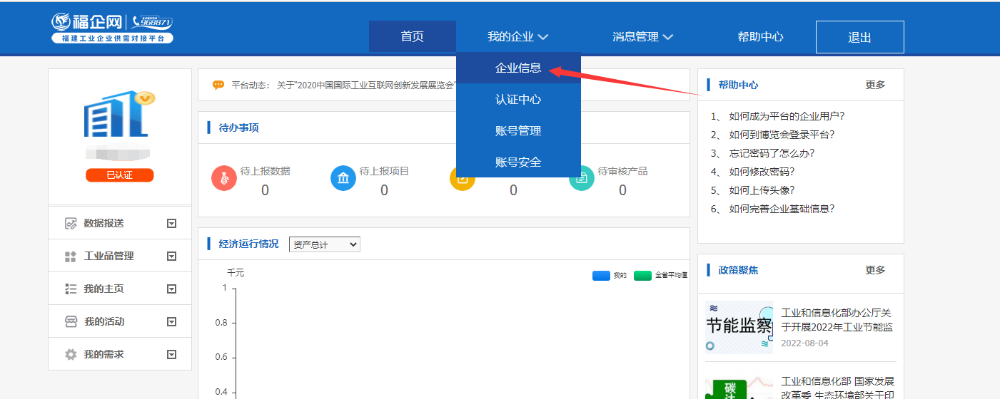 福企网 968871
福建工业企业供需对接平台
首页
我的企业
消息管理
帮助中心
退出
企业信息
认证中心
账号管理
账号安全
已认证
数据报送
工业品管理
我的主页
我的活动
我的需求
平台动态： 关于“2020中国国际工业互联网创新发展展览会”
待办事项
待上报数据
0
待上报项目
0
0
待审核产品
0
经济运行情况
资产总计
千元
我的
全省平均值
1
0.8
0.6
0.4
帮助中心
更多
1、 如何成为平台的企业用户？
2、 如何到博览会登录平台？
3、 忘记密码了怎么办？
4、 如何修改密码？
5、 如何上传头像？
6、 如何完善企业基础信息？
政策聚焦
更多
节能监察
工业和信息化部办公厅关
于开展2022年工业节能监
2022-08-04
碳
达
工业和信息化部 国家发展
改革委 生态环境部关于印